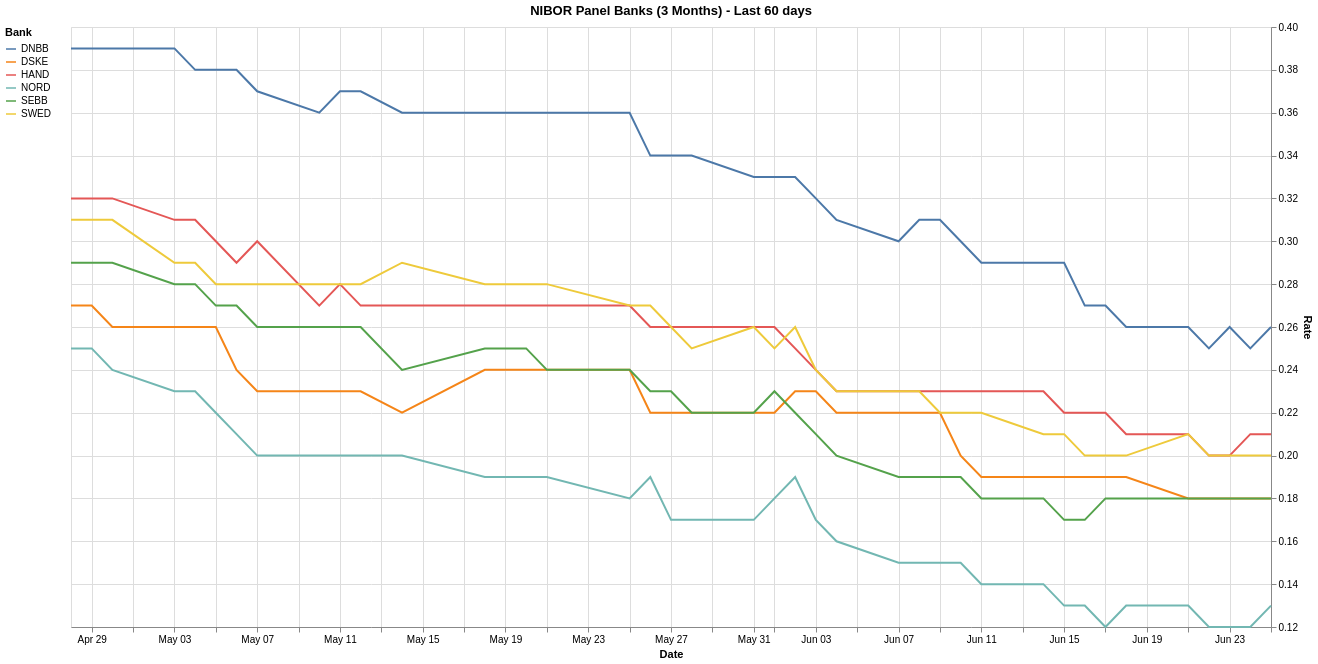 NIBOR Panel Banks (3 Months) - Last 60 days
Bank
DNBB
DSKE
HAND
NORD
SEBB
SWED
0.40
0.38
0.36
0.34
0.32
0.30
0.28
0.26
0.24
0.22
0.20
0.18
0.16
0.14
0.12
Rate
Apr 29 May 03 May 07 May 11 May 15 May 19 May 23 May 27 May 31 Jun 03 Jun 07 Jun 11 Jun 15 Jun 19 Jun 23
Date